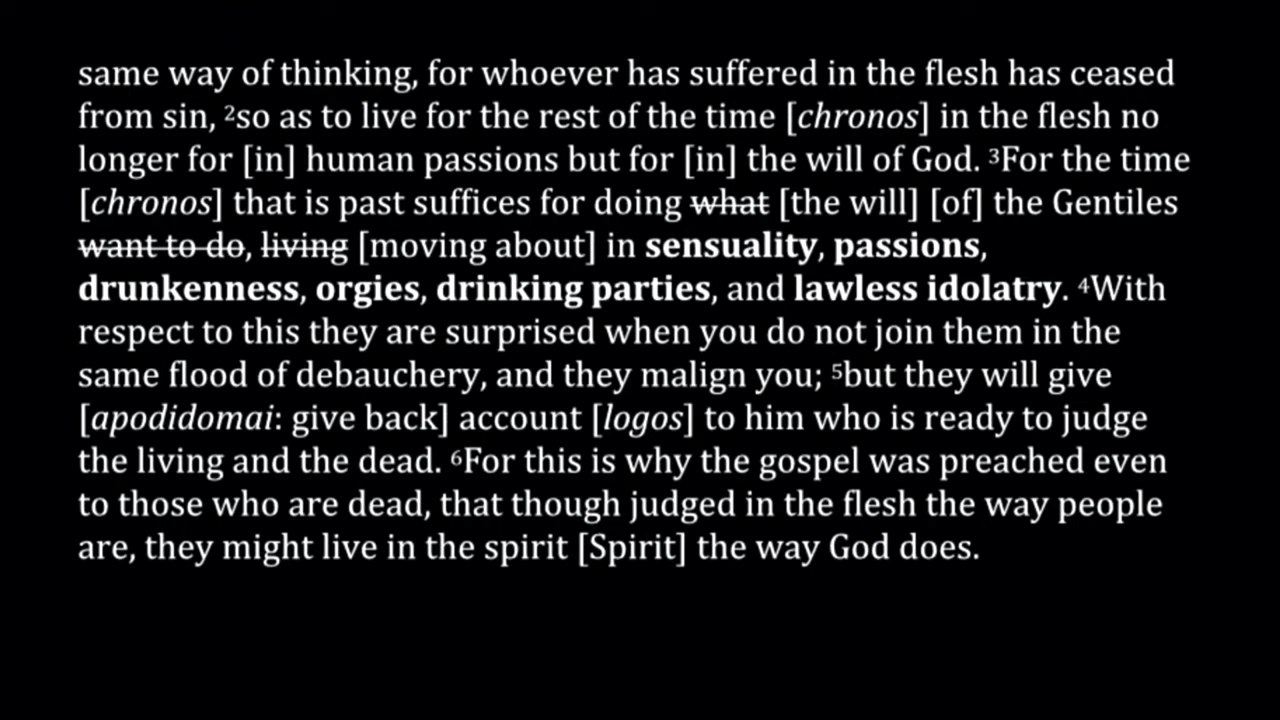 same way of thinking, for whoever has suffered in the flesh has ceased
from sin, ²so as to live for the rest of the time [chronos] in the flesh no
longer for [in] human passions but for [in] the will of God. ³For the time
[chronos] that is past suffices for doing what [the will] [of] the Gentiles
want to do, living [moving about] in sensuality, passions,
drunkenness, orgies, drinking parties, and lawless idolatry. ⁴With
respect to this they are surprised when you do not join them in the
same flood of debauchery, and they malign you; ⁵but they will give
[apodidomai: give back] account [logos] to him who is ready to judge
the living and the dead. ⁶For this is why the gospel was preached even
to those who are dead, that though judged in the flesh the way people
are, they might live in the spirit [Spirit] the way God does.